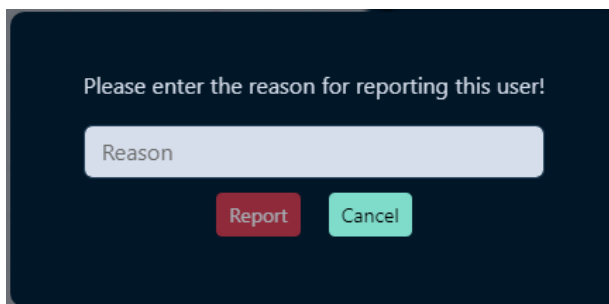 Please enter the reason for reporting this user!
Reason
Report Cancel